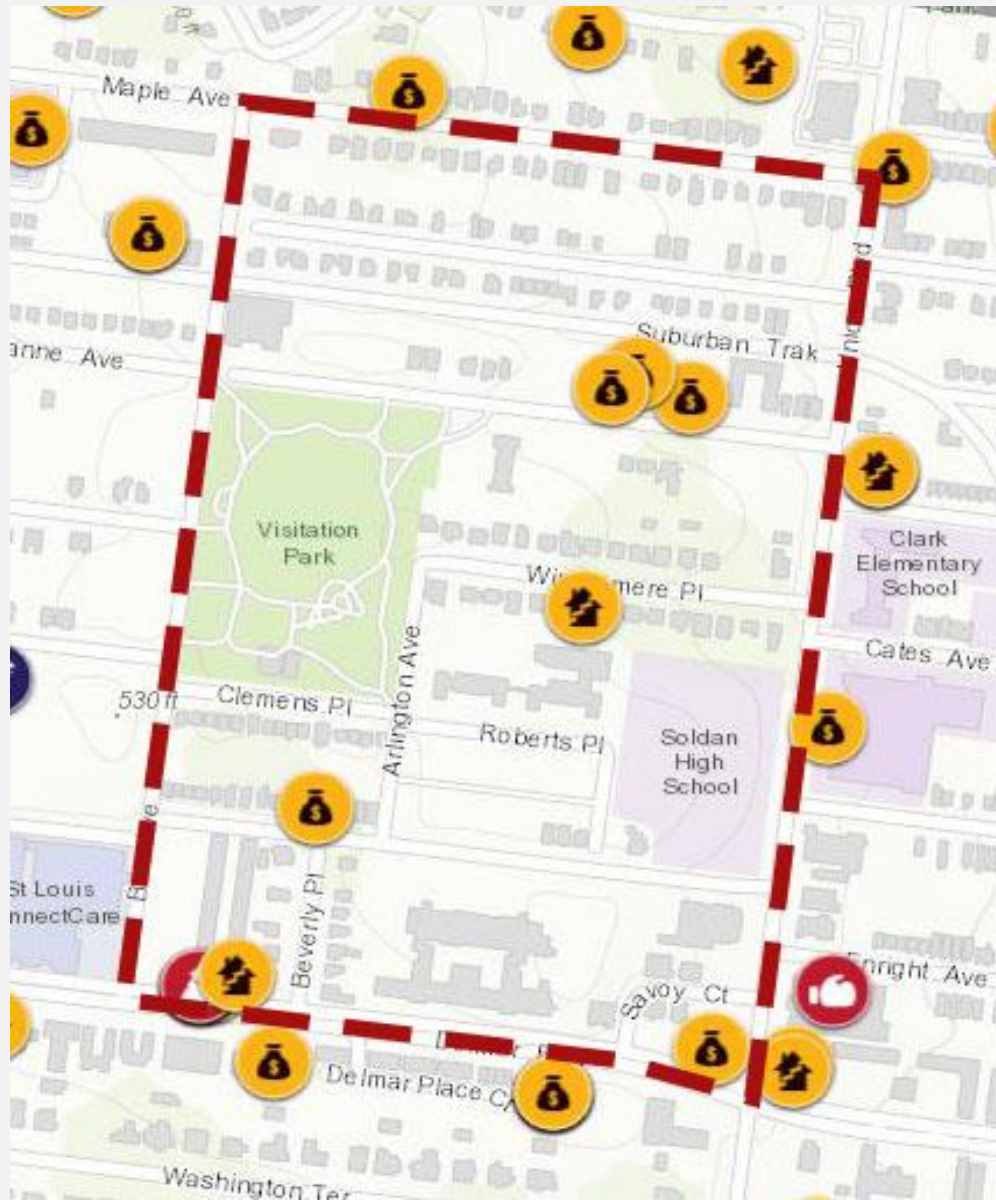 Maple Ave
Suburban Trak
anne Ave
Visitation
Park
Clark
Elementary
School
mere Pl
Cates Ave
530 ft
Clemens Pl
Arlington Ave
Roberts Pl
Soldan
High
School
St Louis
nnectCare
Beverly Pl
Enright Ave
Savoy Ct
Delmar Place
Washington Ter